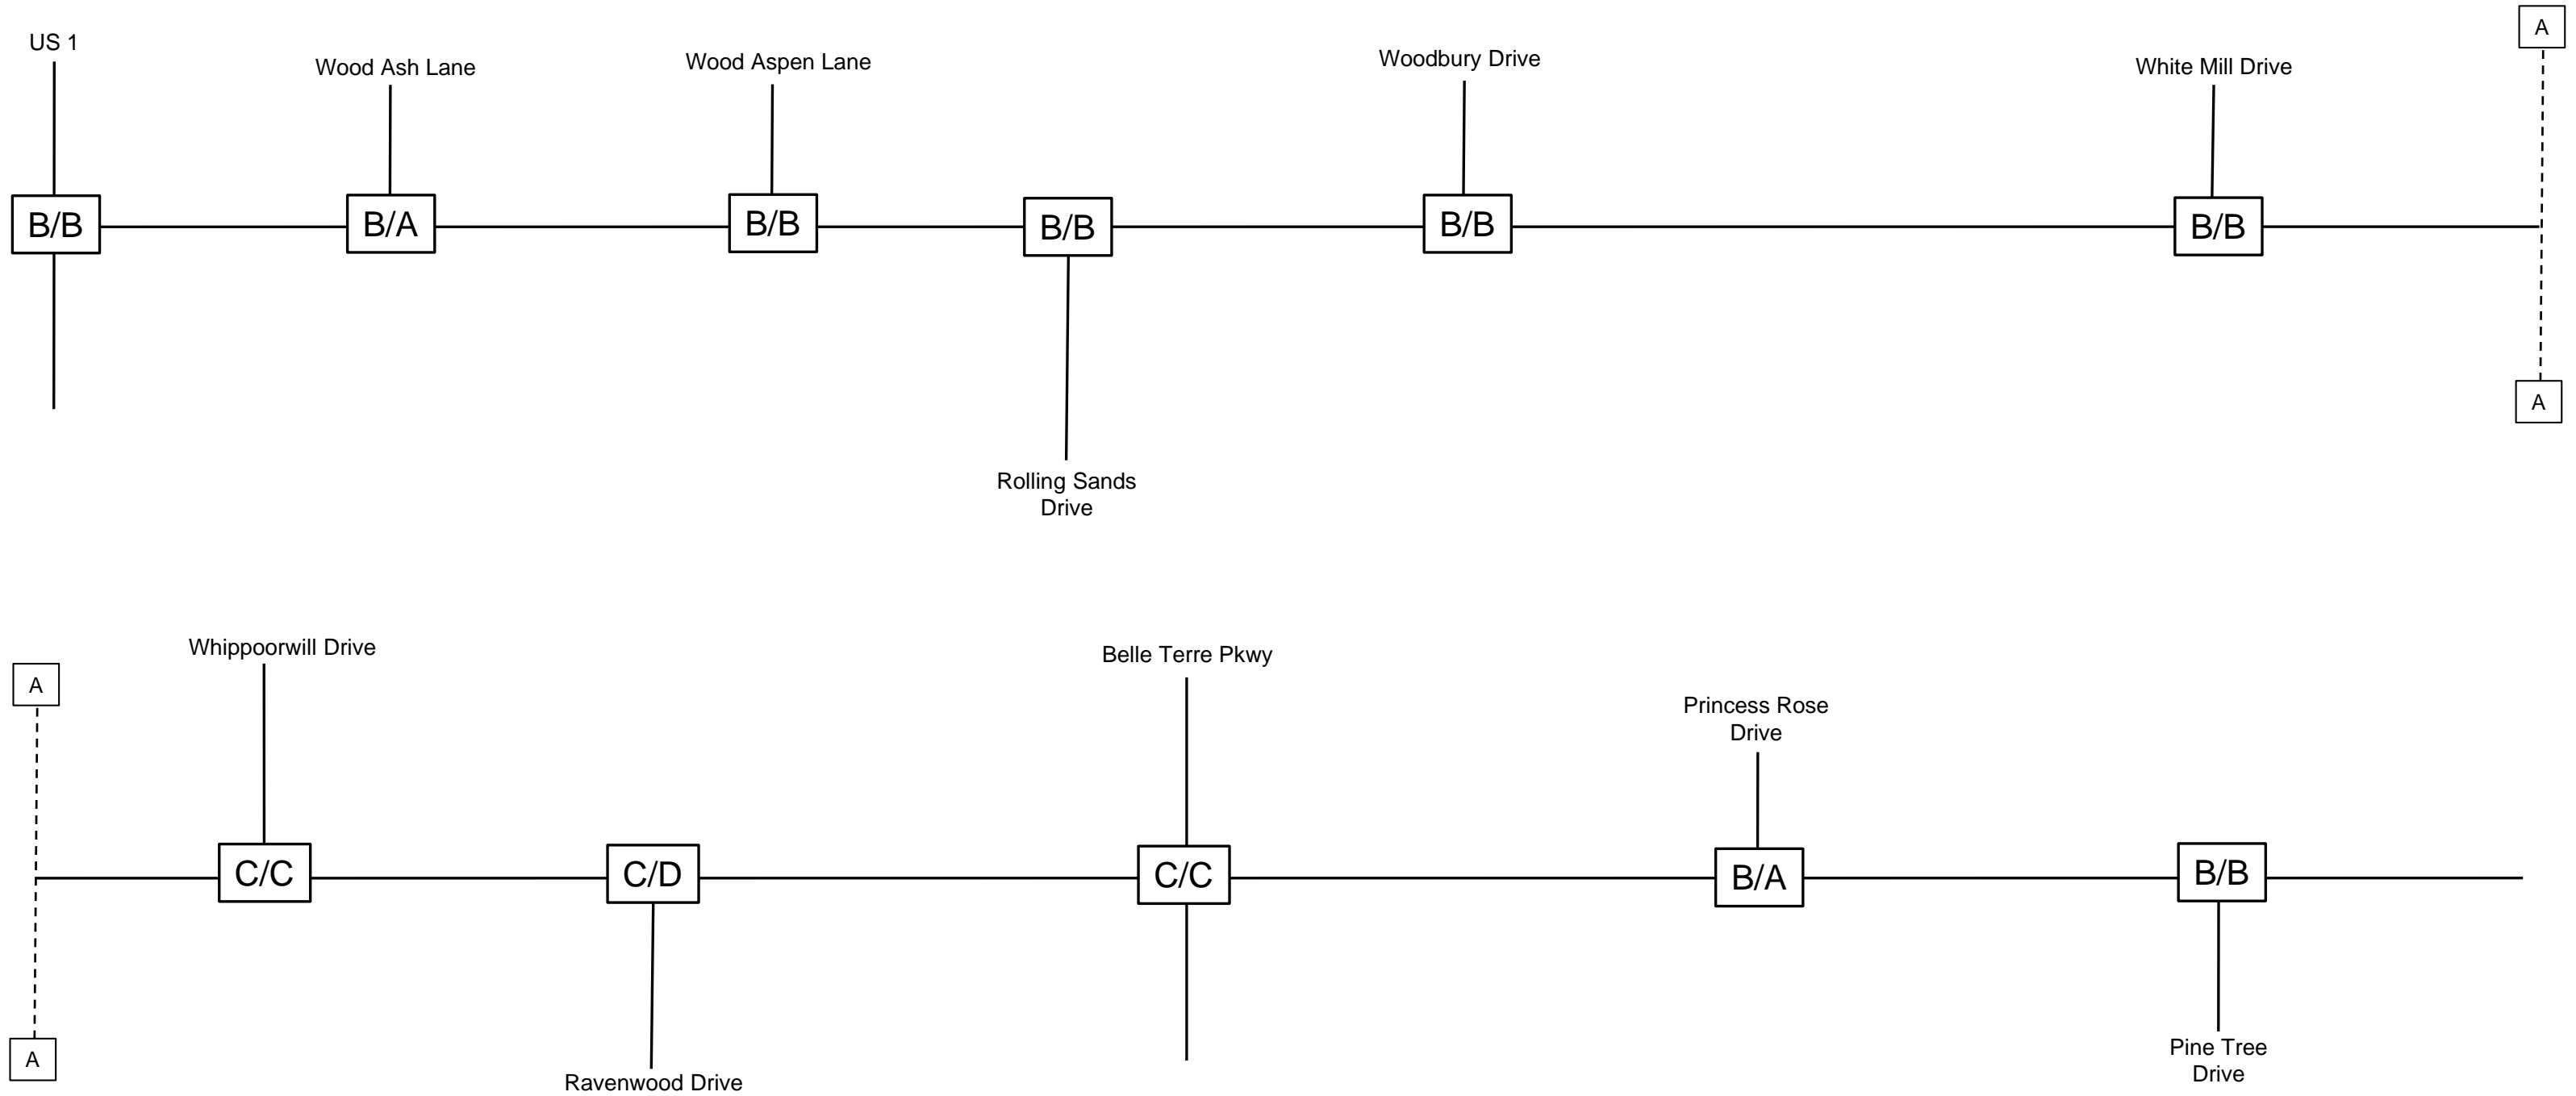 US 1
Wood Ash Lane
Wood Aspen Lane
Woodbury Drive
White Mill Drive
A
B/B
B/A
B/B
B/B
B/B
B/B
A
Rolling Sands
Drive
A
Whippoorwill Drive
Belle Terre Pkwy
Princess Rose
Drive
C/C
C/D
C/C
B/A
B/B
A
Ravenwood Drive
Pine Tree
Drive